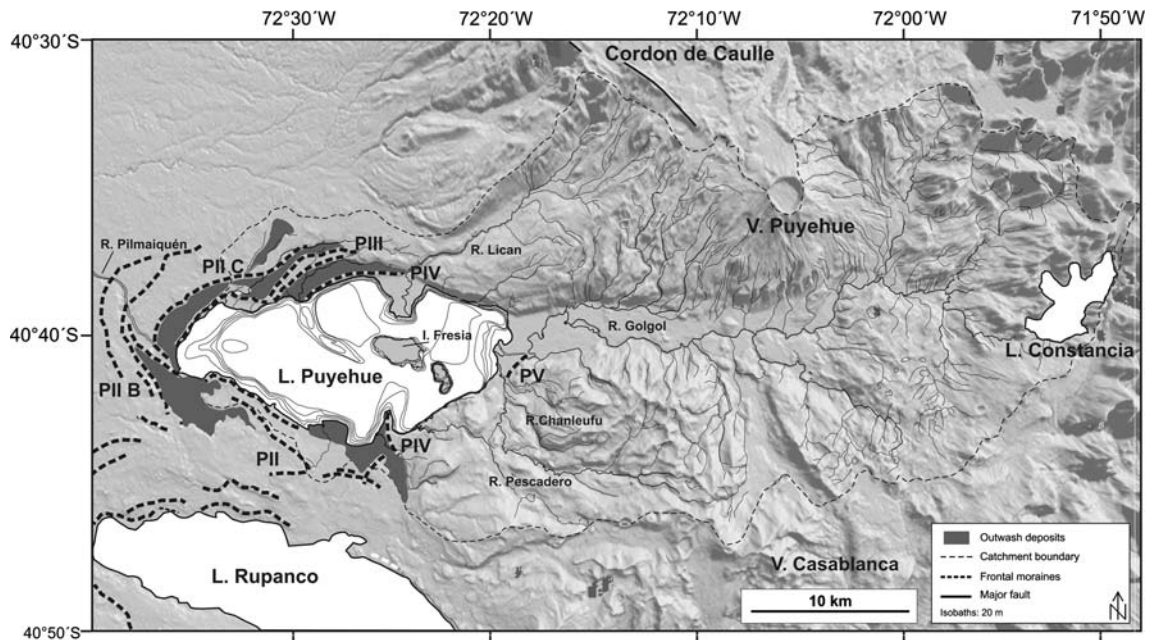 72°30´W 72°20´W 72°10´W 72°00´W 71°50´W
40°30´S
Cordon de Caulle
V. Puyehue
R. Pilmaiquén
PII C
PIII
R. Lican
PIV
40°40´S
I. Fresia
R. Golgol
L. Constancia
L. Puyehue
PV
PII B
R.Chanleufu
PIV
PII
R. Pescadero
L. Rupanco
V. Casablanca
10 km
Outwash deposits
Catchment boundary
Frontal moraines
Major fault
Isobaths: 20 m
N
40°50´S